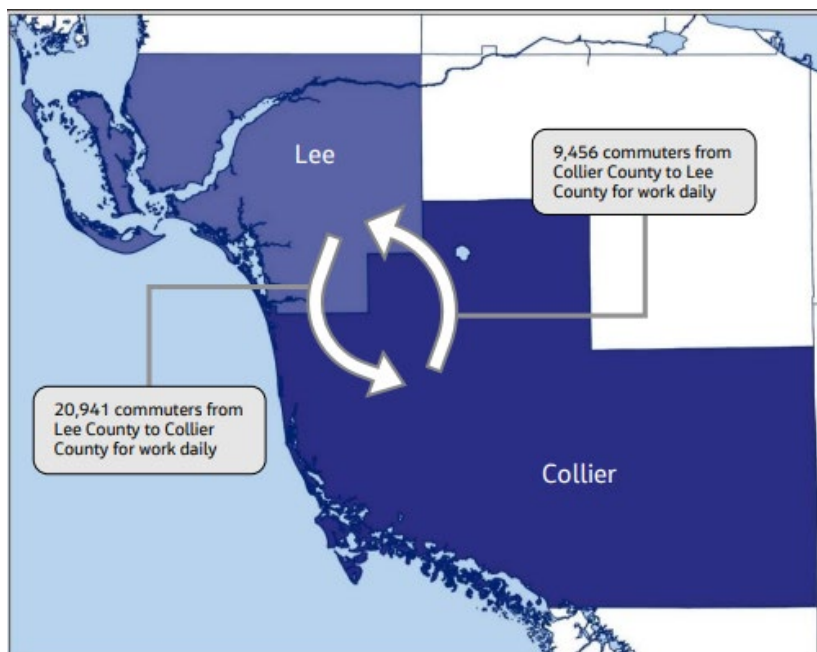 Lee
9,456 commuters from
Collier County to Lee
County for work daily
20,941 commuters from
Lee County to Collier
County for work daily
Collier